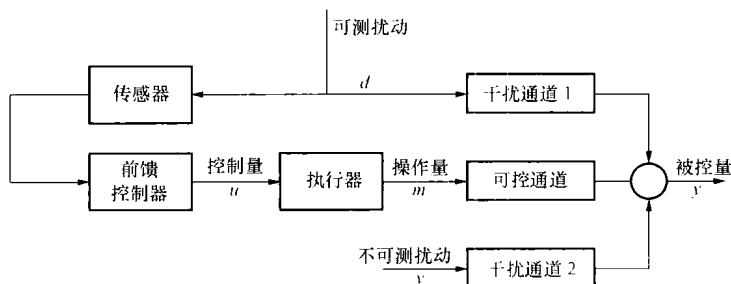 可测扰动
传感器
d
干扰通道 1
前馈
控制器
控制量
u
执行器
操作量
m
可控通道
被控量
y
不可测扰动
v
干扰通道 2